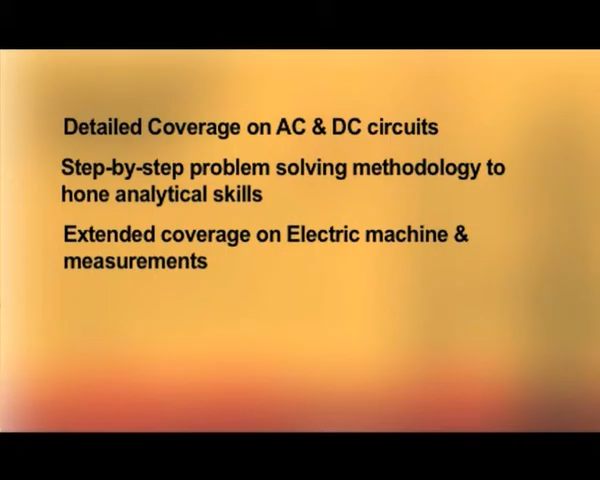 Detailed Coverage on AC & DC circuits
Step-by-step problem solving methodology to
hone analytical skills
Extended coverage on Electric machine &
measurements